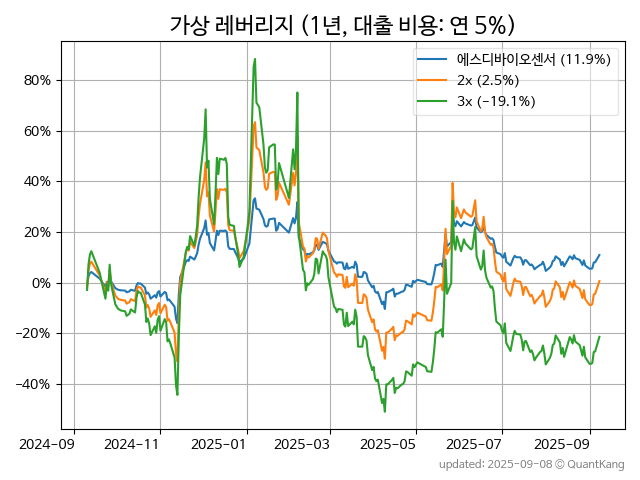 가상 레버리지 (1년, 대출 비용: 연 5%)
에스디바이오센서 (11.9%)
2x (2.5%)
3x (−19.1%)
80%
60%
40%
20%
0%
−20%
−40%
2024-09 2024-11 2025-01 2025-03 2025-05 2025-07 2025-09
updated: 2025-09-08 ⓒ QuantKang